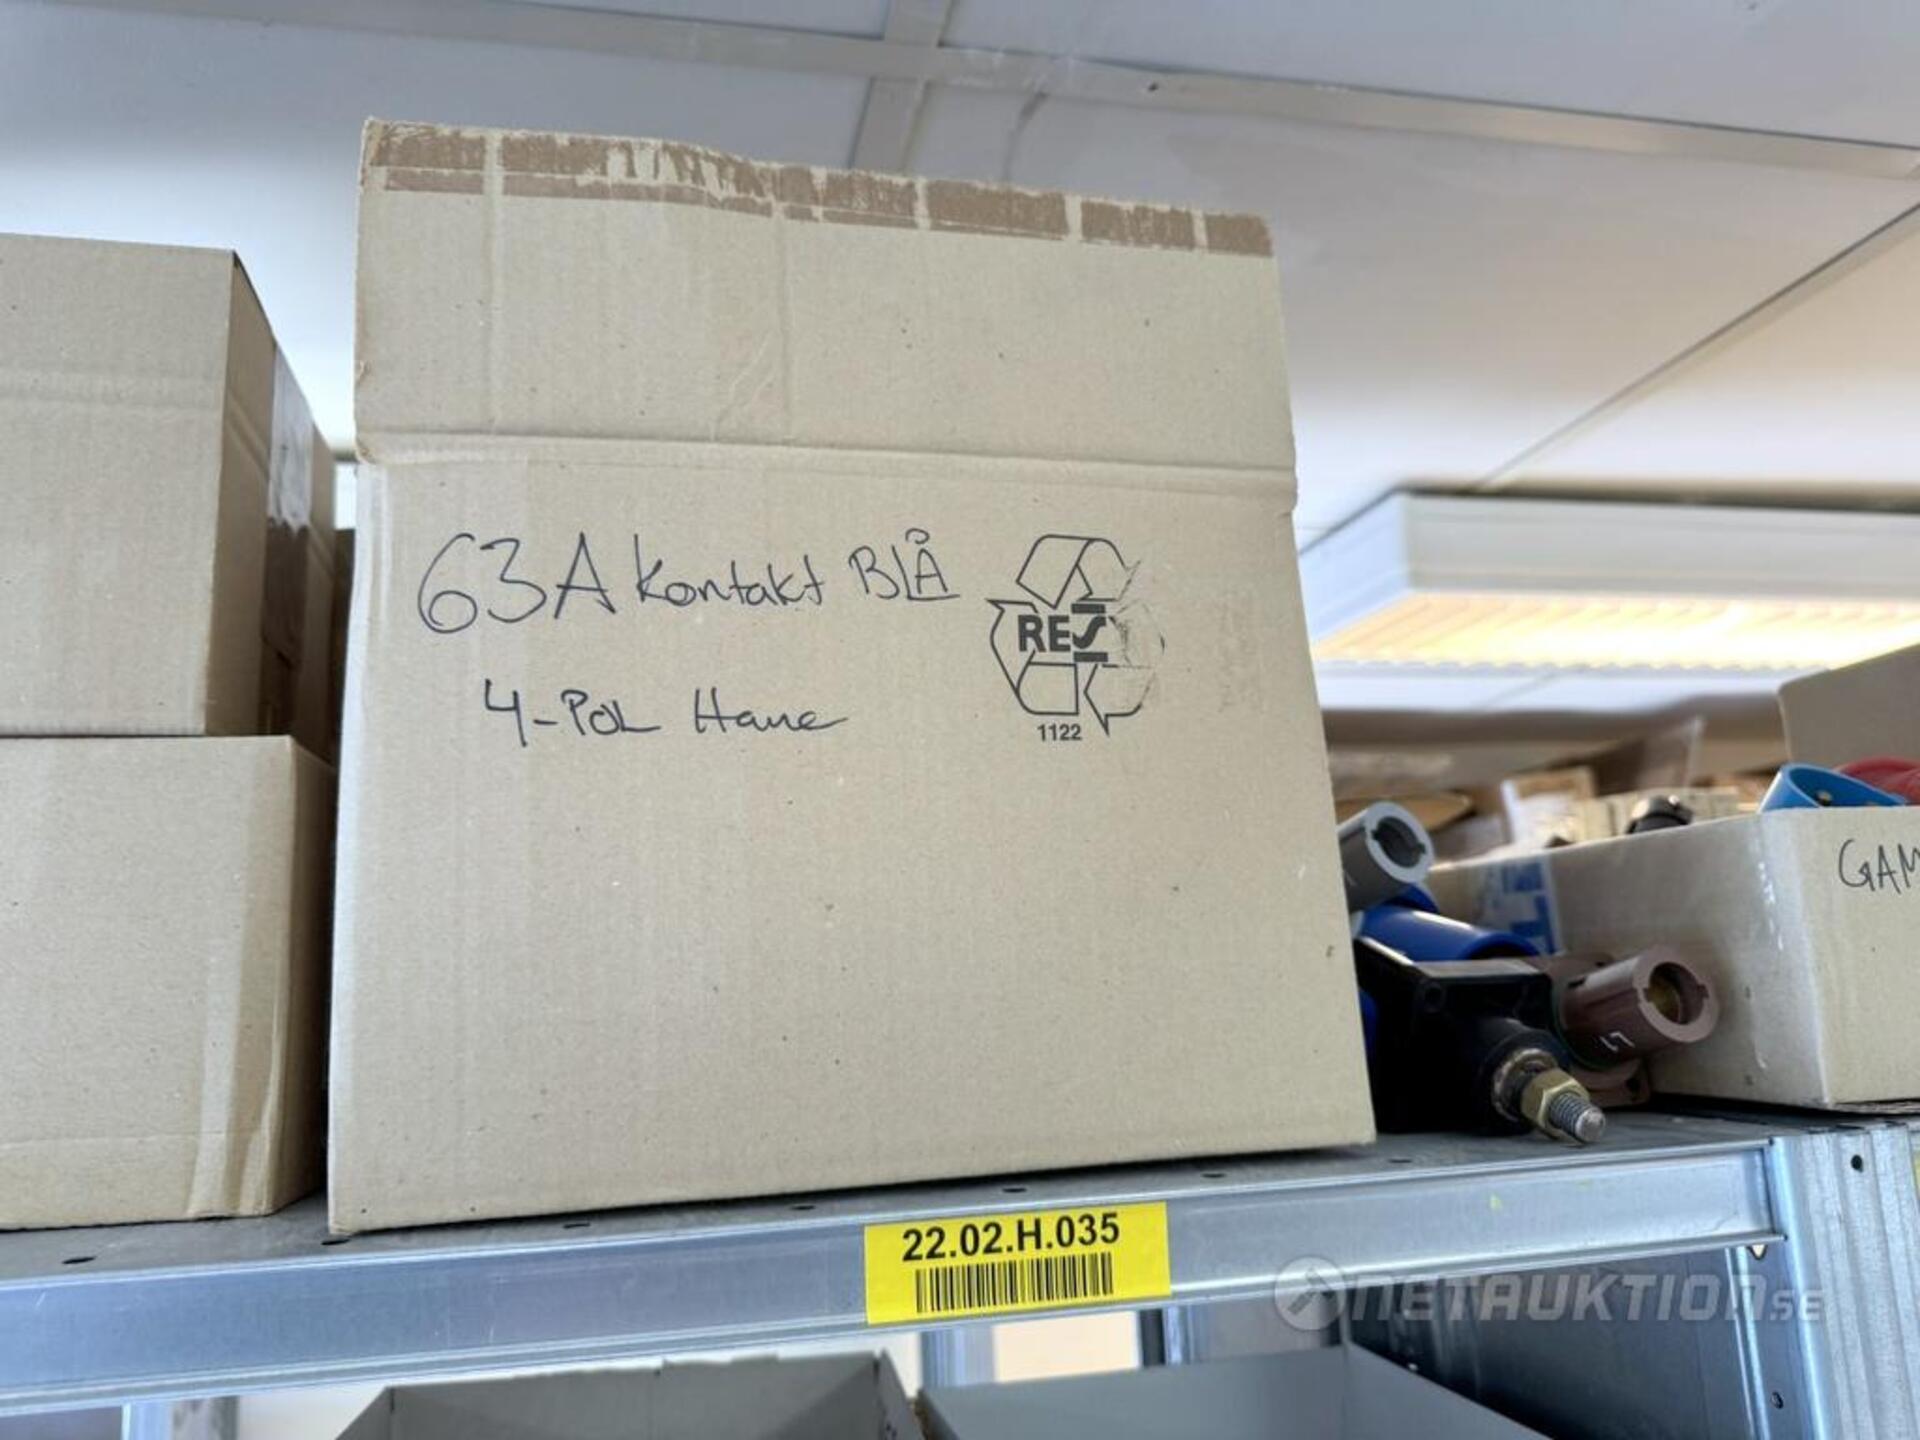 63A Kontakt BLÅ
4-POL Hane
RES
1122
GAM
22.02.H.035
NETAUKTION.SE